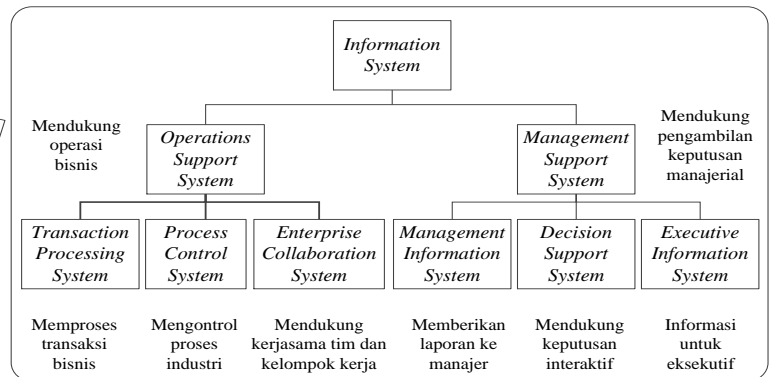 Information
System
Mendukung
operasi
bisnis
Operations
Support
System
Management
Support
System
Mendukung
pengambilan
keputusan
manajerial
Transaction
Processing
System
Process
Control
System
Enterprise
Collaboration
System
Management
Information
System
Decision
Support
System
Executive
Information
System
Memproses
transaksi
bisnis
Mengontrol
proses
industri
Mendukung
kerjasama tim dan
kelompok kerja
Memberikan
laporan ke
manajer
Mendukung
keputusan
interaktif
Informasi
untuk
eksekutif